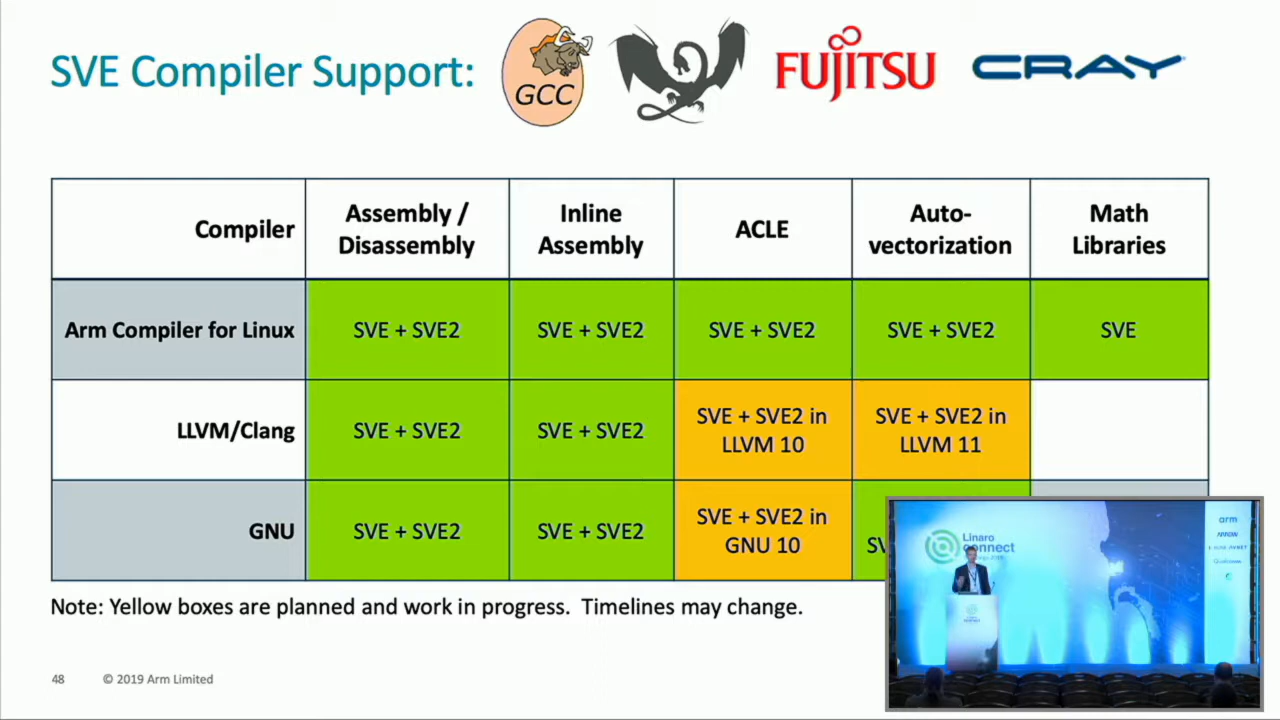 SVE Compiler Support:
GCC
FUJITSU
CRAY
Compiler
Assembly /
Disassembly
Inline
Assembly
ACLE
Auto-
vectorization
Math
Libraries
Arm Compiler for Linux
SVE + SVE2
SVE + SVE2
SVE + SVE2
SVE + SVE2
SVE
LLVM/Clang
SVE + SVE2
SVE + SVE2
SVE + SVE2 in
LLVM 10
SVE + SVE2 in
LLVM 11
GNU
SVE + SVE2
SVE + SVE2
SVE + SVE2 in
GNU 10
Note: Yellow boxes are planned and work in progress. Timelines may change.
48
© 2019 Arm Limited
Linaro
connect
arm
ARROW
Qualcomm